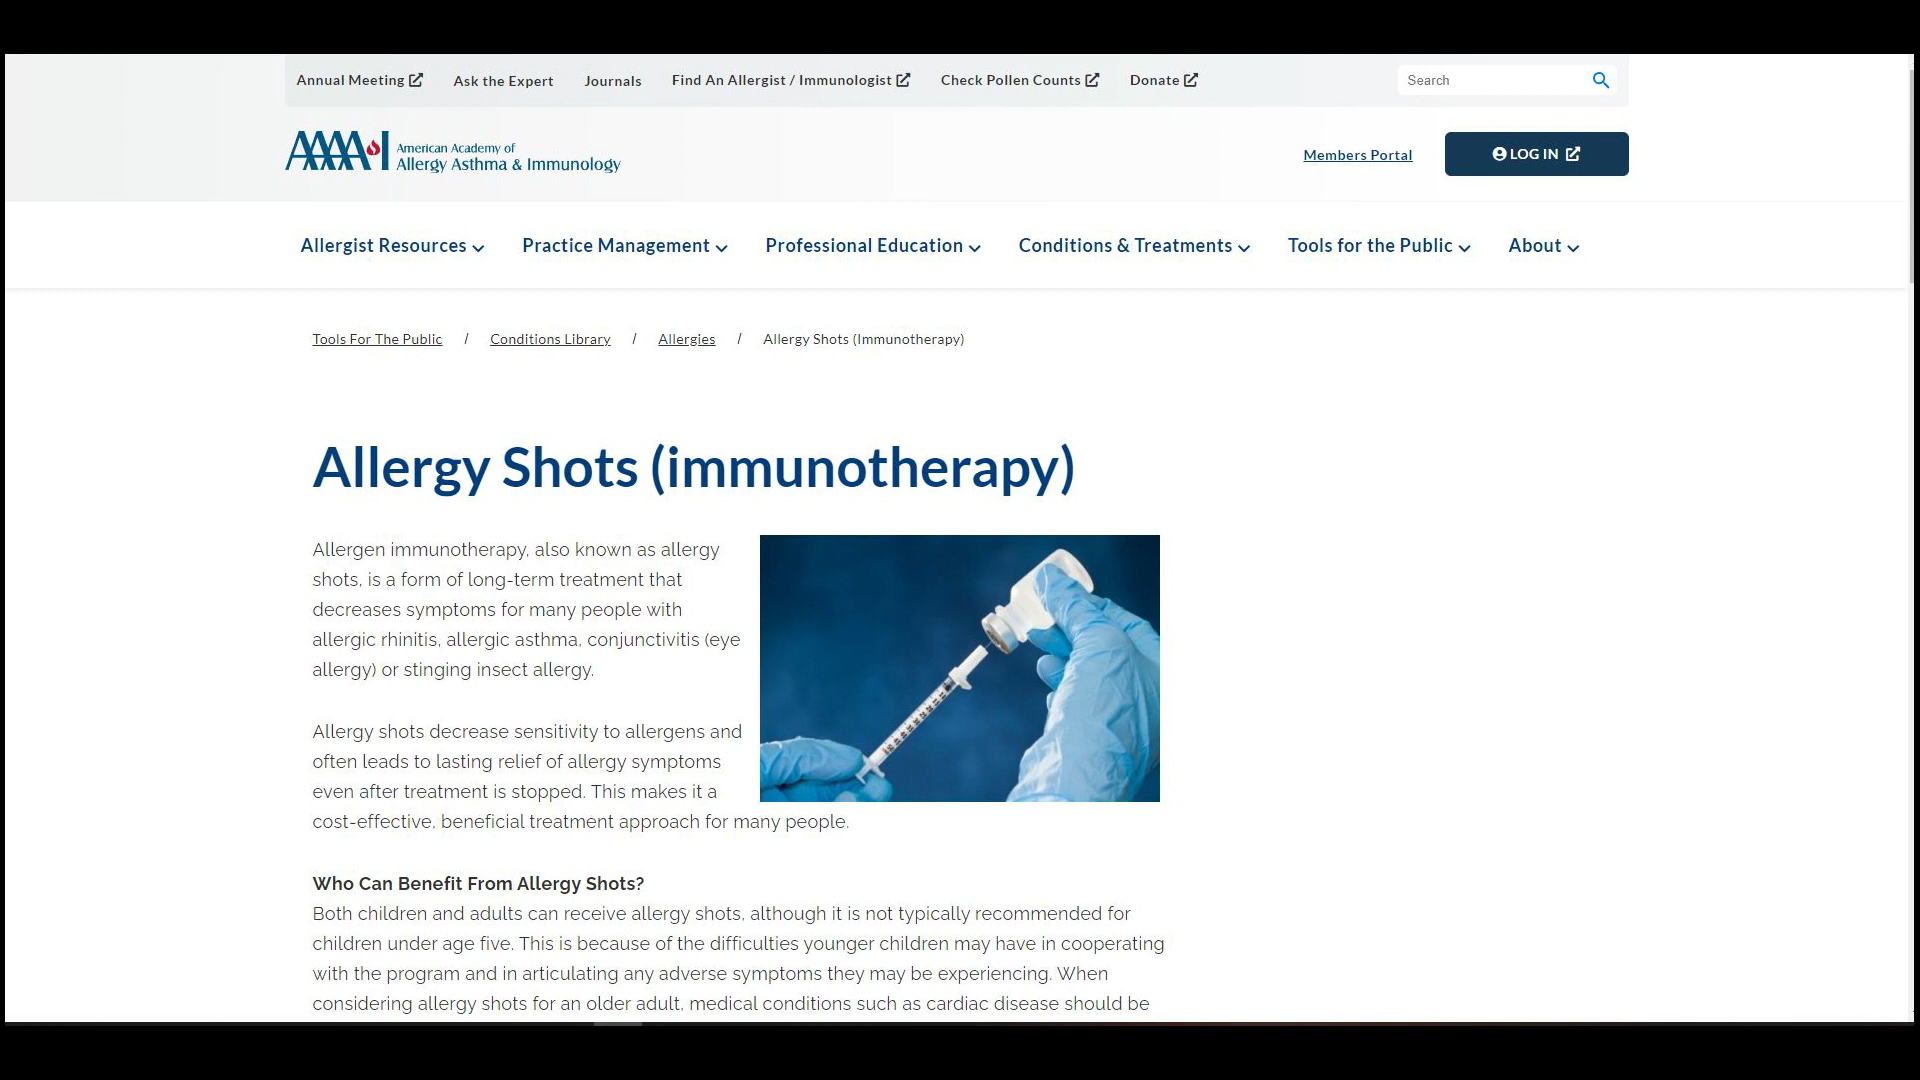 Annual Meeting
Ask the Expert
Journals
Find An Allergist / Immunologist
Check Pollen Counts
Donate
Search
AAAAI American Academy of
Allergy Asthma & Immunology
Members Portal
LOG IN
Allergist Resources
Practice Management
Professional Education
Conditions & Treatments
Tools for the Public
About
Tools For The Public / Conditions Library / Allergies / Allergy Shots (Immunotherapy)
Allergy Shots (immunotherapy)
Allergen immunotherapy, also known as allergy
shots, is a form of long-term treatment that
decreases symptoms for many people with
allergic rhinitis, allergic asthma, conjunctivitis (eye
allergy) or stinging insect allergy.
Allergy shots decrease sensitivity to allergens and
often leads to lasting relief of allergy symptoms
even after treatment is stopped. This makes it a
cost-effective, beneficial treatment approach for many people.
Who Can Benefit From Allergy Shots?
Both children and adults can receive allergy shots, although it is not typically recommended for
children under age five. This is because of the difficulties younger children may have in cooperating
with the program and in articulating any adverse symptoms they may be experiencing. When
considering allergy shots for an older adult, medical conditions such as cardiac disease should be